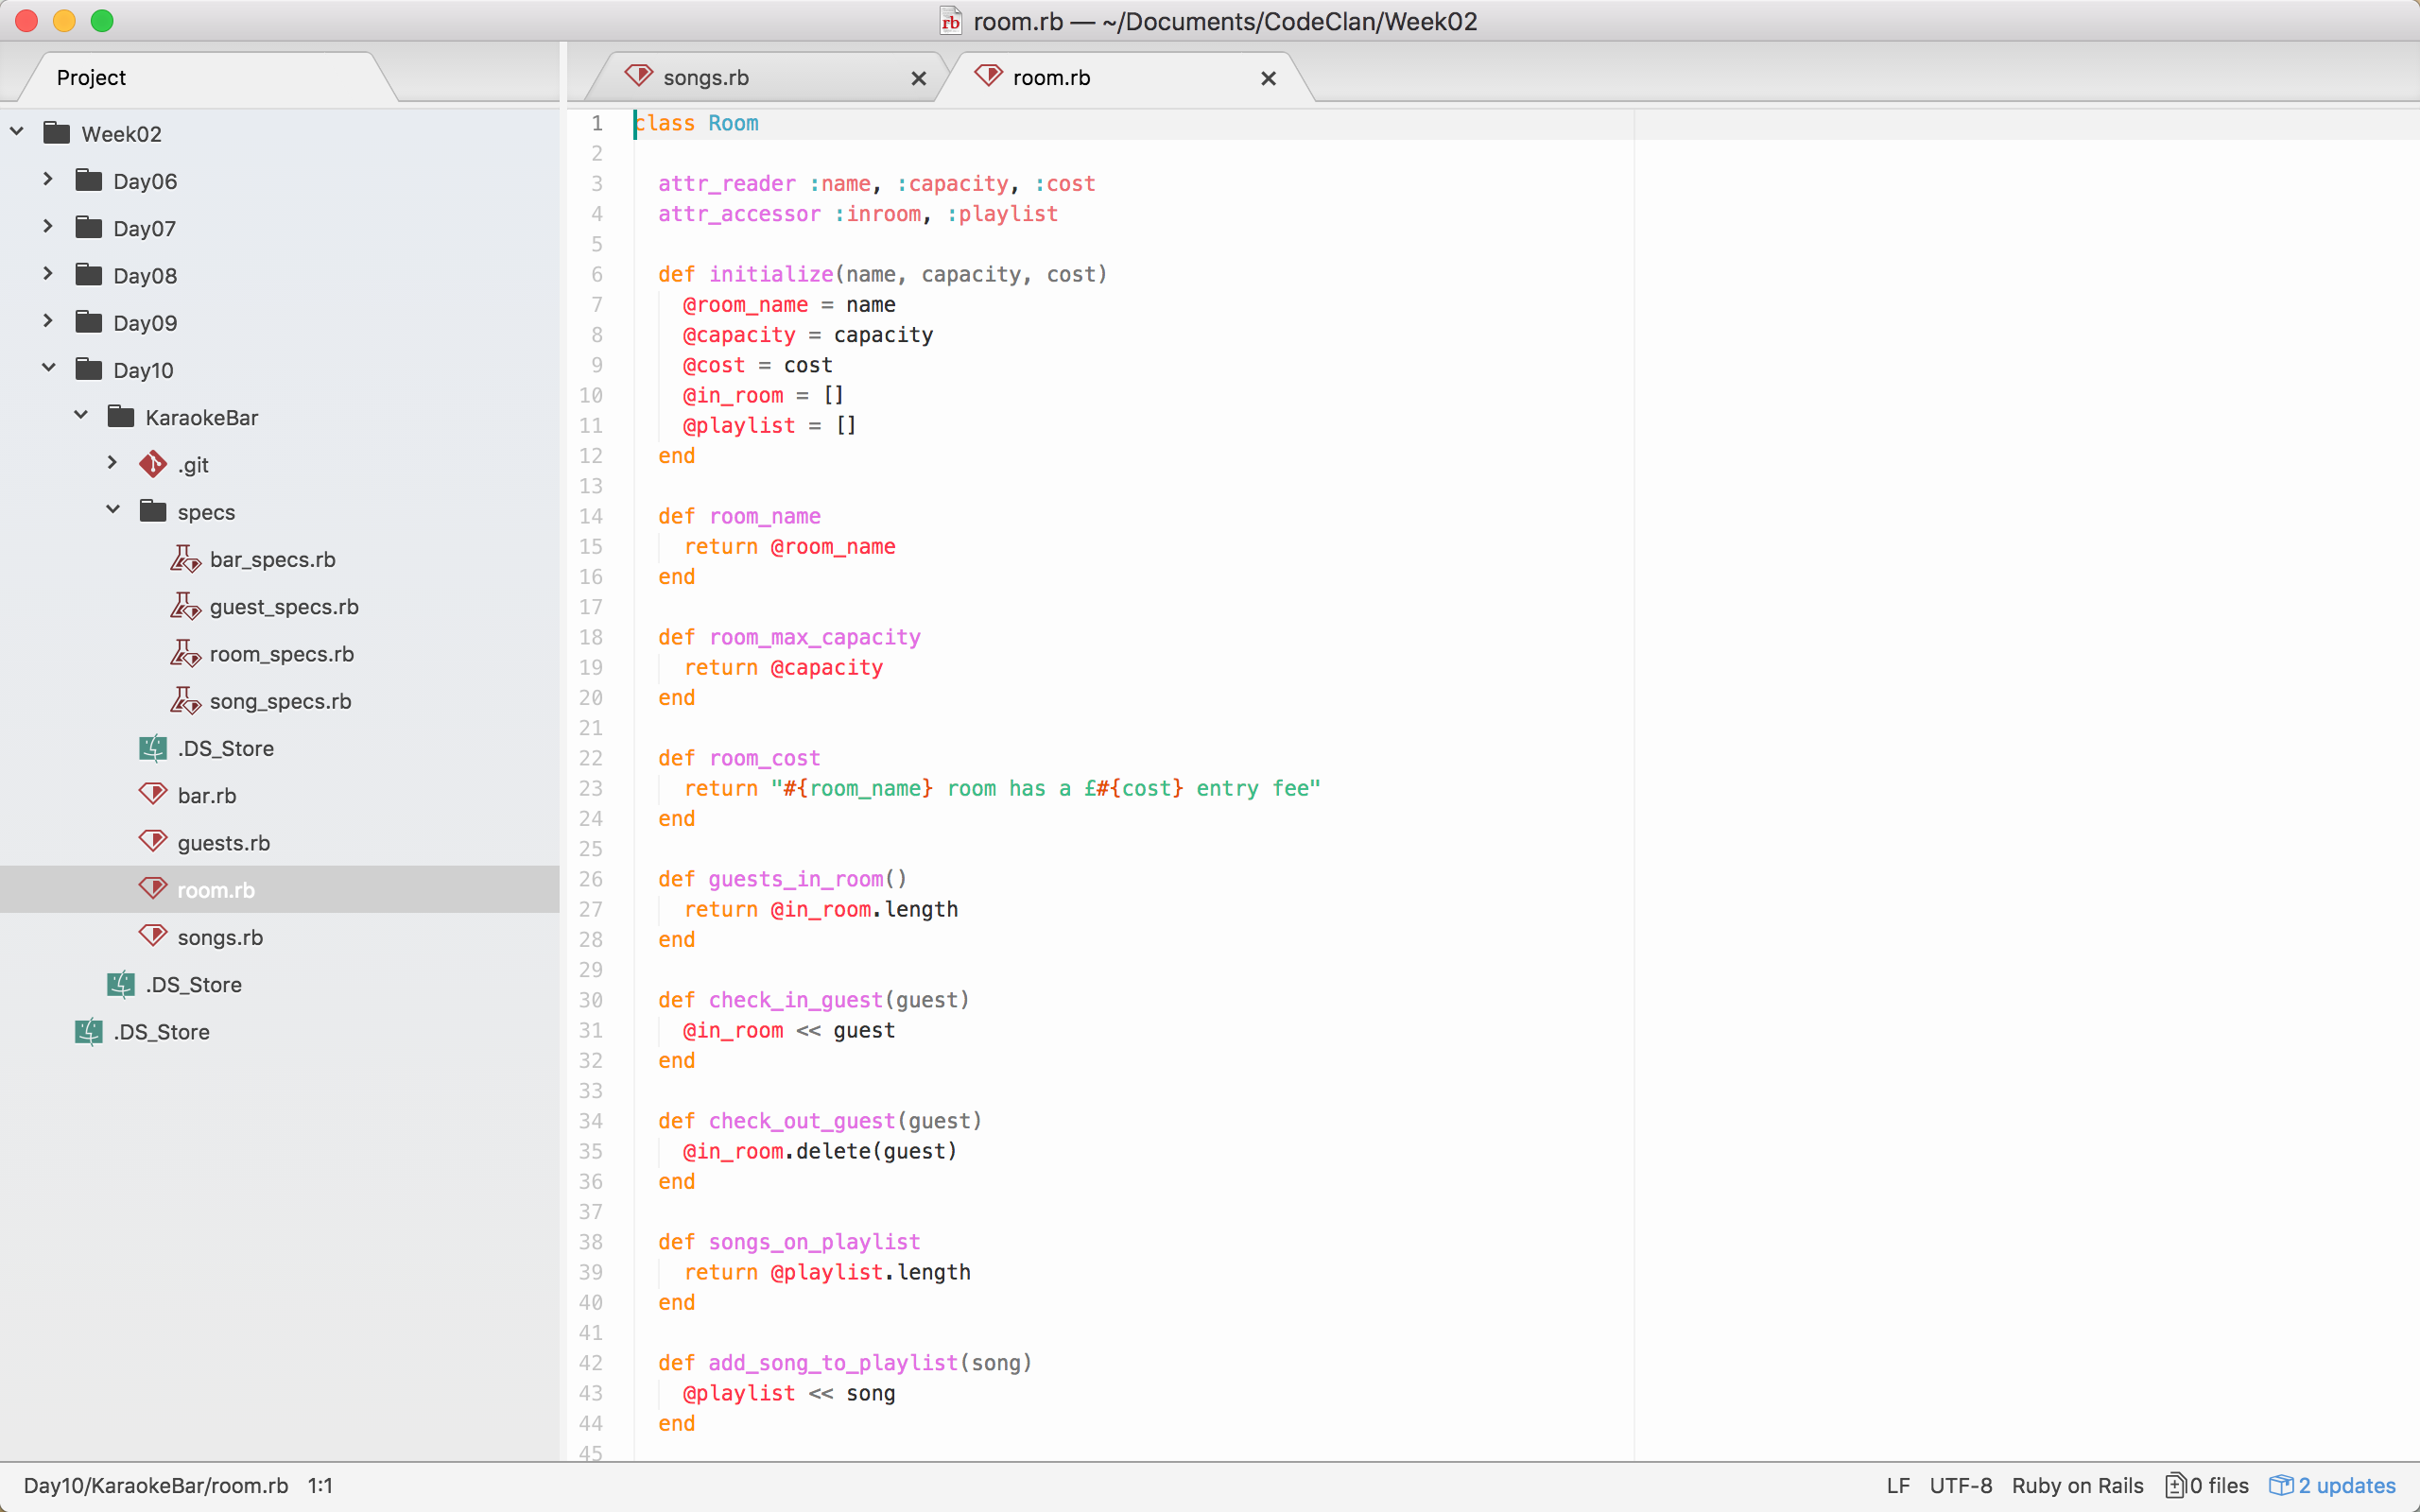 room.rb — ~/Documents/CodeClan/Week02
Project
songs.rb
room.rb
Week02
Day06
Day07
Day08
Day09
Day10
KaraokeBar
.git
specs
bar_specs.rb
guest_specs.rb
room_specs.rb
song_specs.rb
.DS_Store
bar.rb
guests.rb
room.rb
songs.rb
.DS_Store
.DS_Store
1 class Room
2
3 attr_reader :name, :capacity, :cost
4 attr_accessor :inroom, :playlist
5
6 def initialize(name, capacity, cost)
7 @room_name = name
8 @capacity = capacity
9 @cost = cost
10 @in_room = []
11 @playlist = []
12 end
13
14 def room_name
15 return @room_name
16 end
17
18 def room_max_capacity
19 return @capacity
20 end
21
22 def room_cost
23 return "#{room_name} room has a £#{cost} entry fee"
24 end
25
26 def guests_in_room()
27 return @in_room.length
28 end
29
30 def check_in_guest(guest)
31 @in_room << guest
32 end
33
34 def check_out_guest(guest)
35 @in_room.delete(guest)
36 end
37
38 def songs_on_playlist
39 return @playlist.length
40 end
41
42 def add_song_to_playlist(song)
43 @playlist << song
44 end
45
Day10/KaraokeBar/room.rb 1:1
LF UTF-8 Ruby on Rails 0 files 2 updates